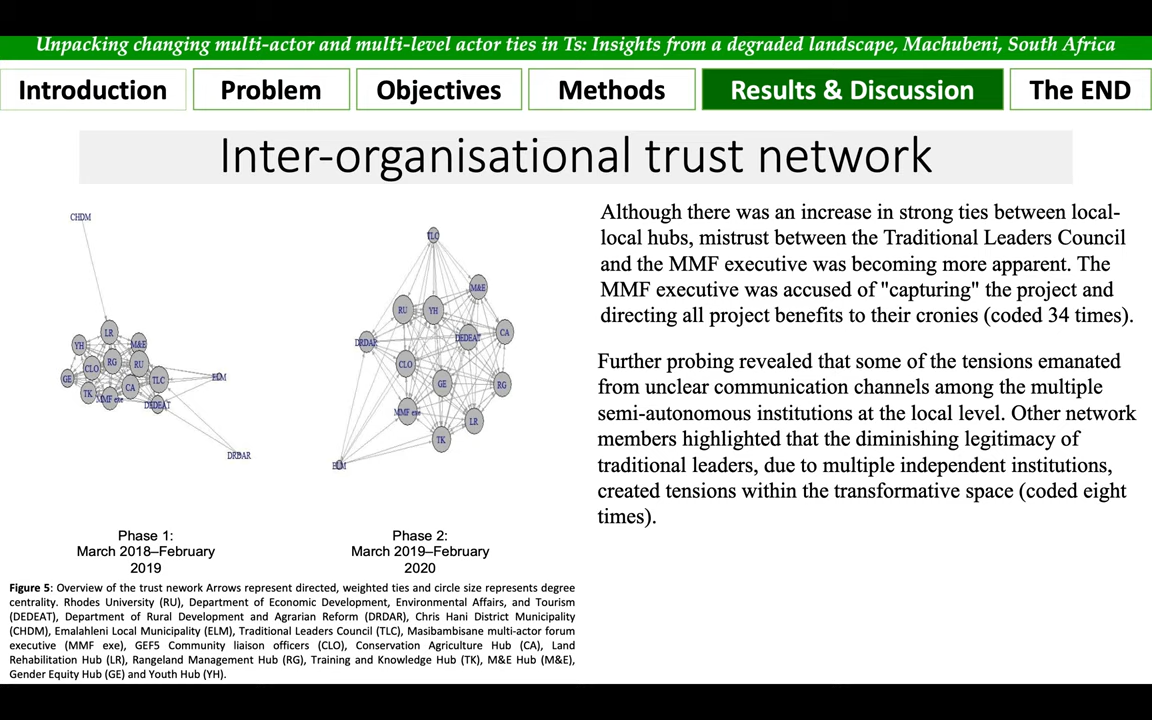 Unpacking changing multi-actor and multi-level actor ties in Ts: Insights from a degraded landscape, Machubeni, South Africa
Introduction
Problem
Objectives
Methods
Results & Discussion
The END
Inter-organisational trust network
CHDM
LR
YH
M&E
RG
RU
CLO
GE
TLC
ELM
CA
TK
MMF exe
DEDEAT
DRDAR
TLC
M&E
RU
YH
CA
DEDEAT
DRDAR
CLO
GE
RG
MMF exe
LR
TK
ELM
Phase 1:
March 2018–February
2019
Phase 2:
March 2019–February
2020
Figure 5: Overview of the trust nework Arrows represent directed, weighted ties and circle size represents degree
centrality. Rhodes University (RU), Department of Economic Development, Environmental Affairs, and Tourism
(DEDEAT), Department of Rural Development and Agrarian Reform (DRDAR), Chris Hani District Municipality
(CHDM), Emalahleni Local Municipality (ELM), Traditional Leaders Council (TLC), Masibambisane multi-actor forum
executive (MMF exe), GEF5 Community liaison officers (CLO), Conservation Agriculture Hub (CA), Land
Rehabilitation Hub (LR), Rangeland Management Hub (RG), Training and Knowledge Hub (TK), M&E Hub (M&E),
Gender Equity Hub (GE) and Youth Hub (YH).
Although there was an increase in strong ties between local-
local hubs, mistrust between the Traditional Leaders Council
and the MMF executive was becoming more apparent. The
MMF executive was accused of "capturing" the project and
directing all project benefits to their cronies (coded 34 times).
Further probing revealed that some of the tensions emanated
from unclear communication channels among the multiple
semi-autonomous institutions at the local level. Other network
members highlighted that the diminishing legitimacy of
traditional leaders, due to multiple independent institutions,
created tensions within the transformative space (coded eight
times).